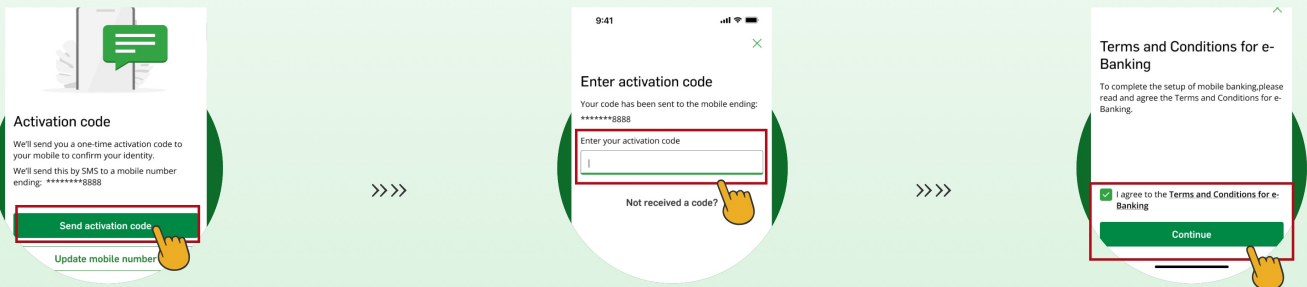 Activation code
We'll send you a one-time activation code to
your mobile to confirm your identity.
We'll send this by SMS to a mobile number
ending: ********8888
Send activation code
Update mobile number
»»
9:41
Enter activation code
Your code has been sent to the mobile ending:
*******8888
Enter your activation code
Not received a code?
»»
Terms and Conditions for e-
Banking
To complete the setup of mobile banking,please
read and agree the Terms and Conditions for e-
Banking.
I agree to the Terms and Conditions for e-
Banking
Continue